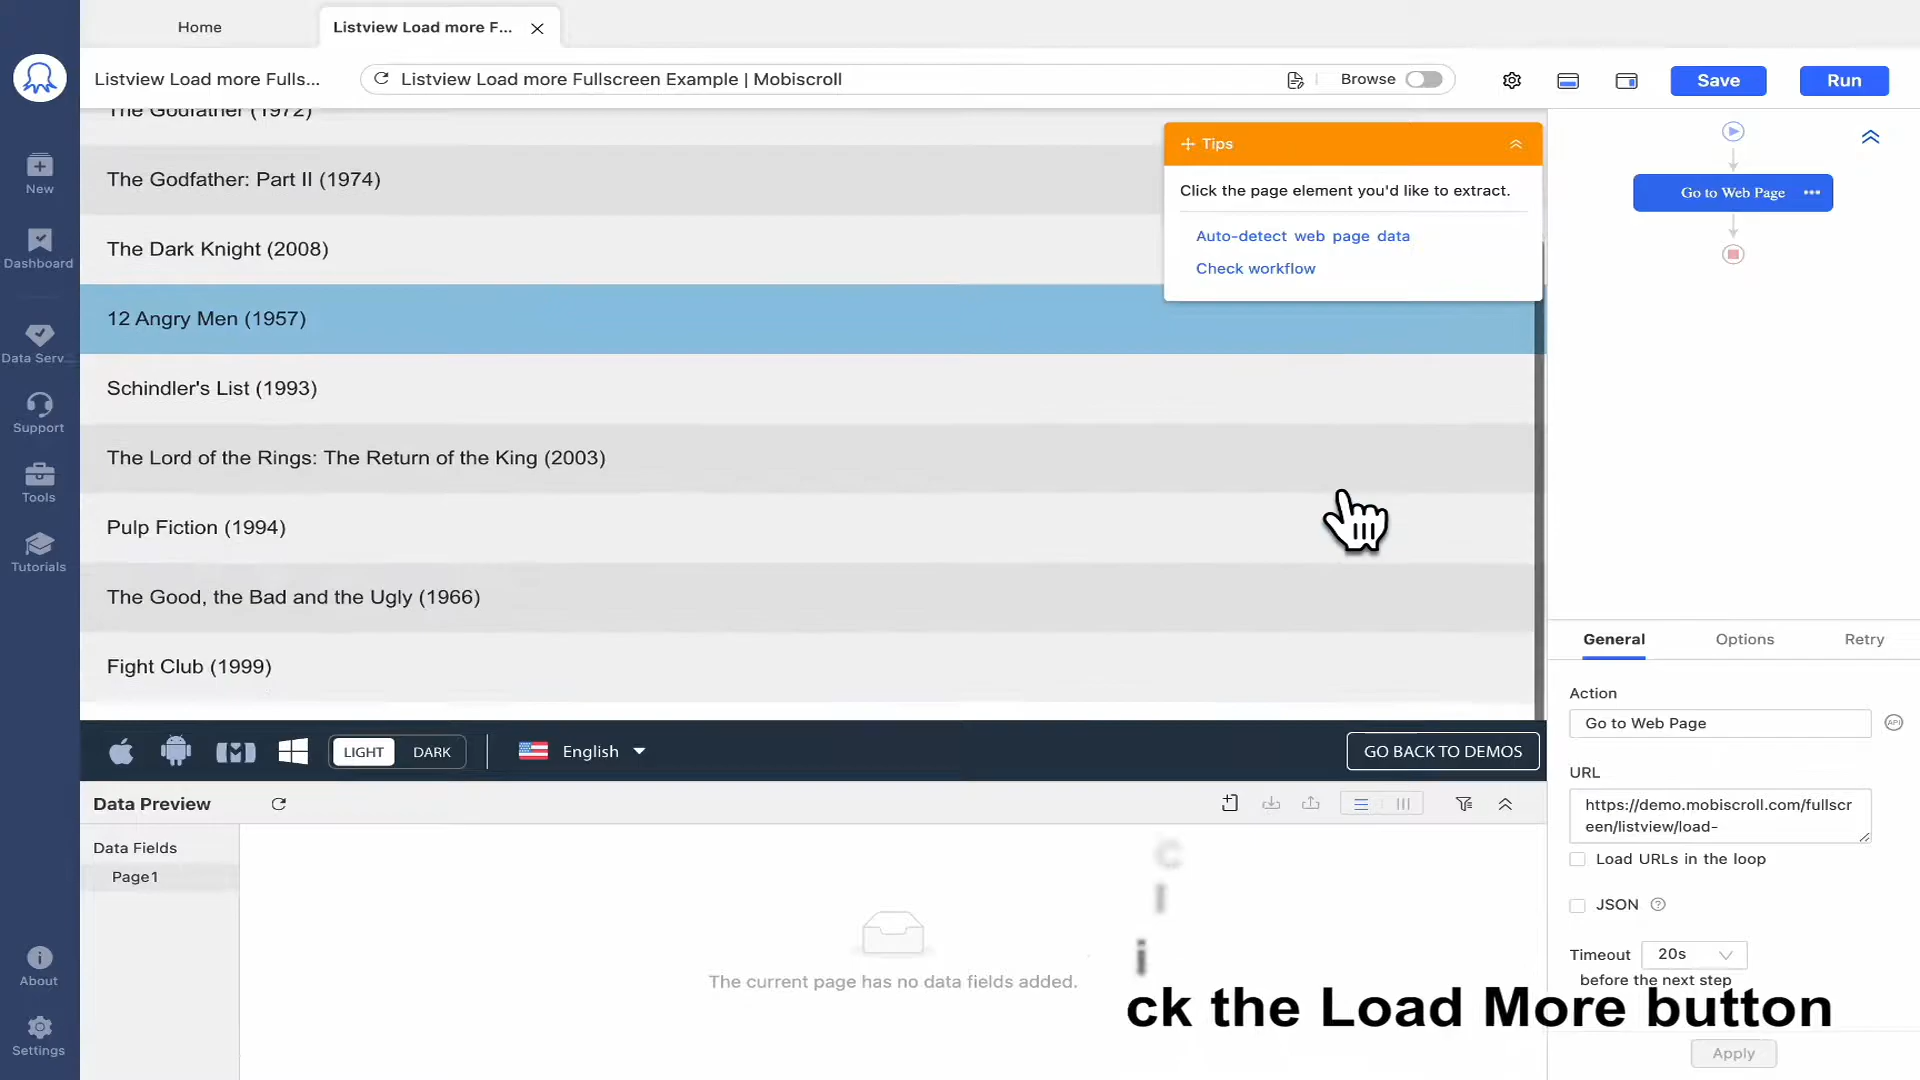 Home
Listview Load more F...
Listview Load more Fulls...
Listview Load more Fullscreen Example | Mobiscroll
Browse
Save
Run
New
Dashboard
Data Serv...
Support
Tools
Tutorials
About
Settings
The Godfather (1972)
The Godfather: Part II (1974)
The Dark Knight (2008)
12 Angry Men (1957)
Schindler's List (1993)
The Lord of the Rings: The Return of the King (2003)
Pulp Fiction (1994)
The Good, the Bad and the Ugly (1966)
Fight Club (1999)
Tips
Click the page element you'd like to extract.
Auto-detect web page data
Check workflow
Go to Web Page
LIGHT
DARK
English
GO BACK TO DEMOS
Data Preview
Data Fields
Page1
The current page has no data fields added.
General
Options
Retry
Action
Go to Web Page
API
URL
https://demo.mobiscroll.com/fullscr
een/listview/load-
Load URLs in the loop
JSON
Timeout
20s
before the next step
Apply
C
l
i
ck the Load More button